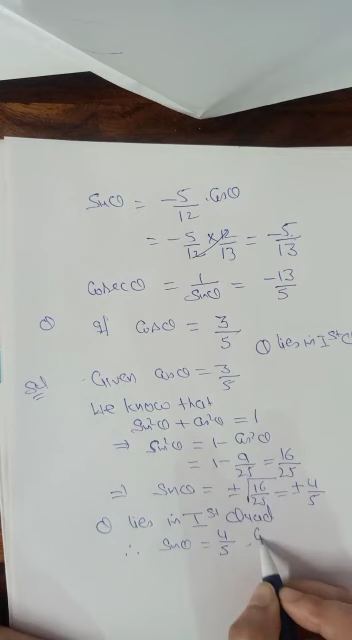 Sinθ = -5/12 . Cosθ
= -5/12 × 12/13 = -5/13
Cosecθ = 1/Sinθ = -13/5
If Cosθ = 3/5
θ lies in Iˢᵗ
Sol Given Cosθ = 3/5
We know that
Sin²θ + Cos²θ = 1
⇒ Sin²θ = 1 - Cos²θ
= 1 - 9/25 = 16/25
⇒ Sinθ = ±√16/25 = ±4/5
θ lies in Iˢᵗ Quad
∴ Sinθ = 4/5 .